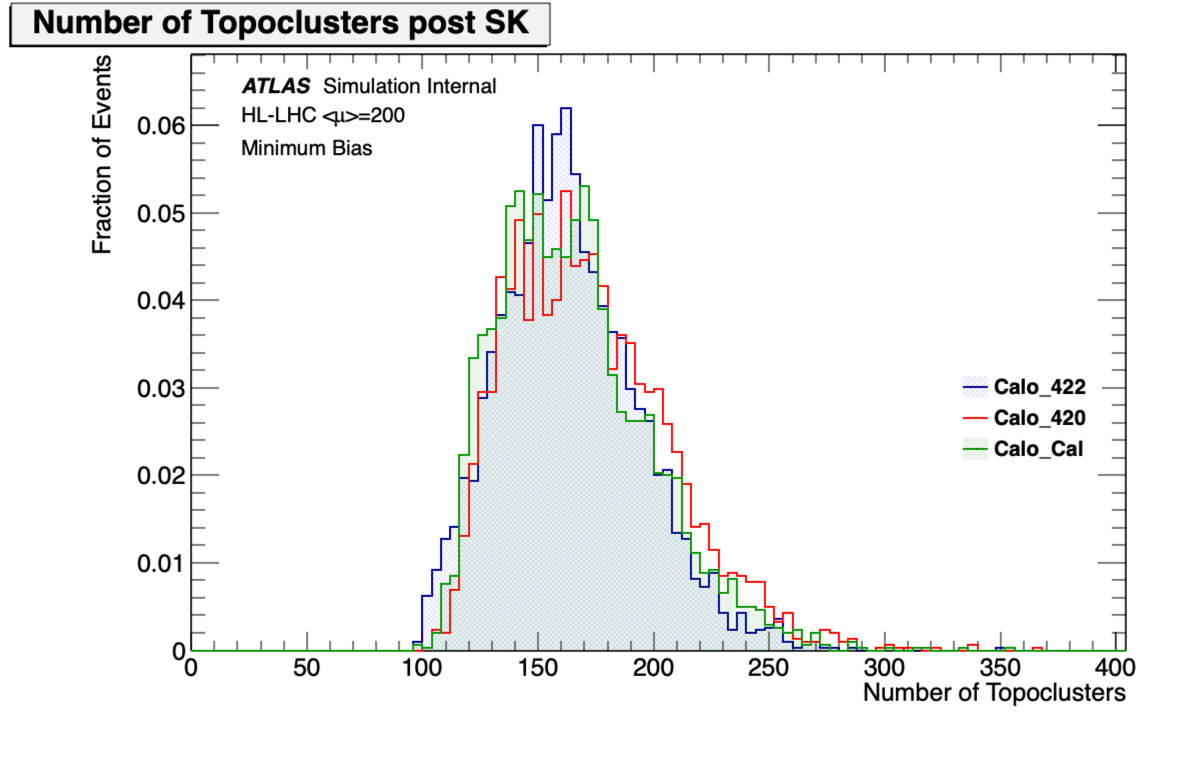 Number of Topoclusters post SK
Fraction of Events
ATLAS Simulation Internal
HL-LHC <μ>=200
Minimum Bias
0.06
0.05
0.04
0.03
0.02
0.01
0
Calo_422
Calo_420
Calo_Cal
0 50 100 150 200 250 300 350 400
Number of Topoclusters